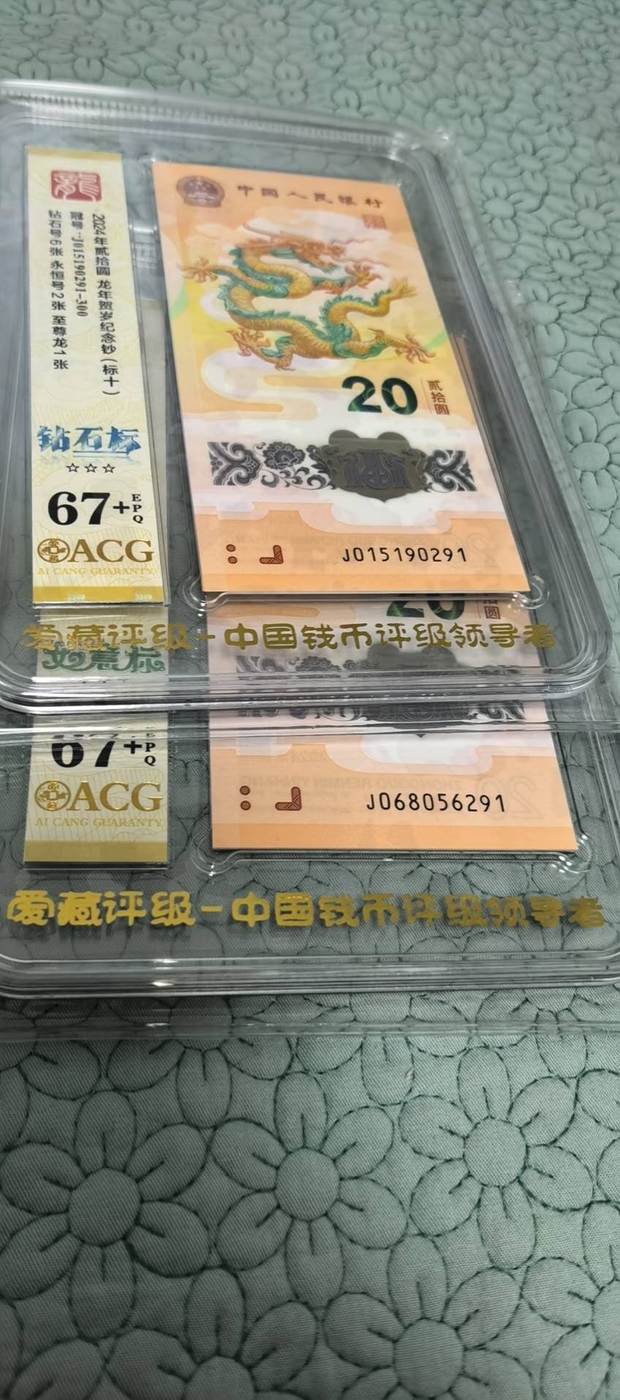 龍
2024年贰拾圆 龙年贺岁纪念钞（标十）
冠号：J015190291-300
钻石号6张 永恒号2张 至尊龙1张
钻石标
☆☆☆
67+EPQ
ACG
AI CANG GUARANTY
中国人民银行
20
贰拾圆
J015190291
爱藏评级-中国钱币评级领导者
20
67+EPQ
ACG
AI CANG GUARANTY
J068056291
爱藏评级-中国钱币评级领导者